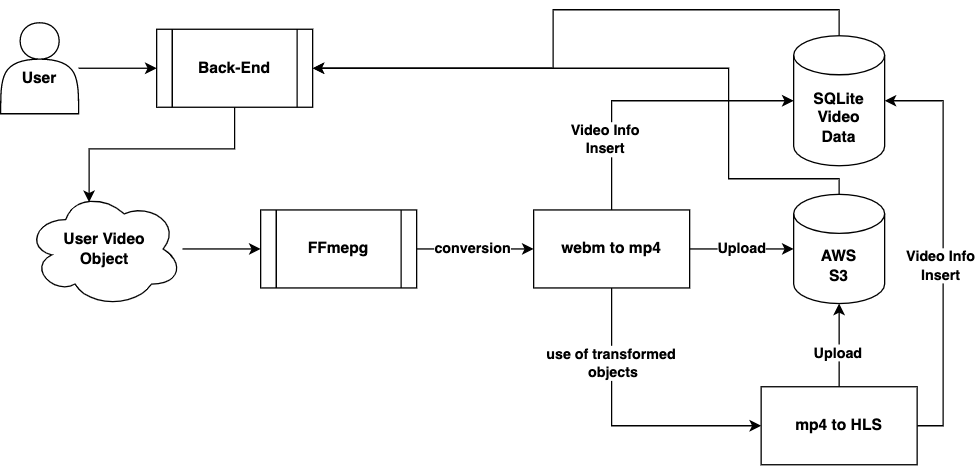 User
Back-End
SQLite
Video
Data
Video Info
Insert
User Video
Object
FFmepg
conversion
webm to mp4
Upload
AWS
S3
Video Info
Insert
use of transformed
objects
Upload
mp4 to HLS